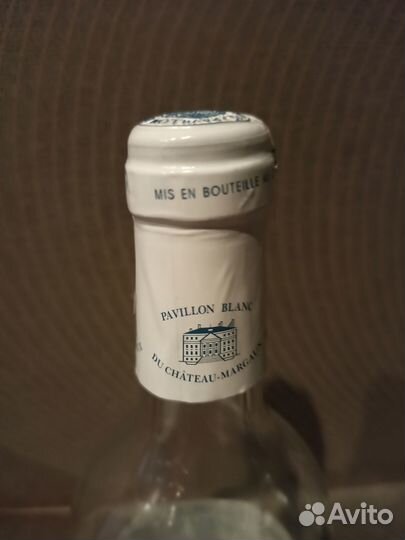 MIS EN BOUTEILLE
PAVILLON BLANC
DU CHÂTEAU-MARGAUX
Avito